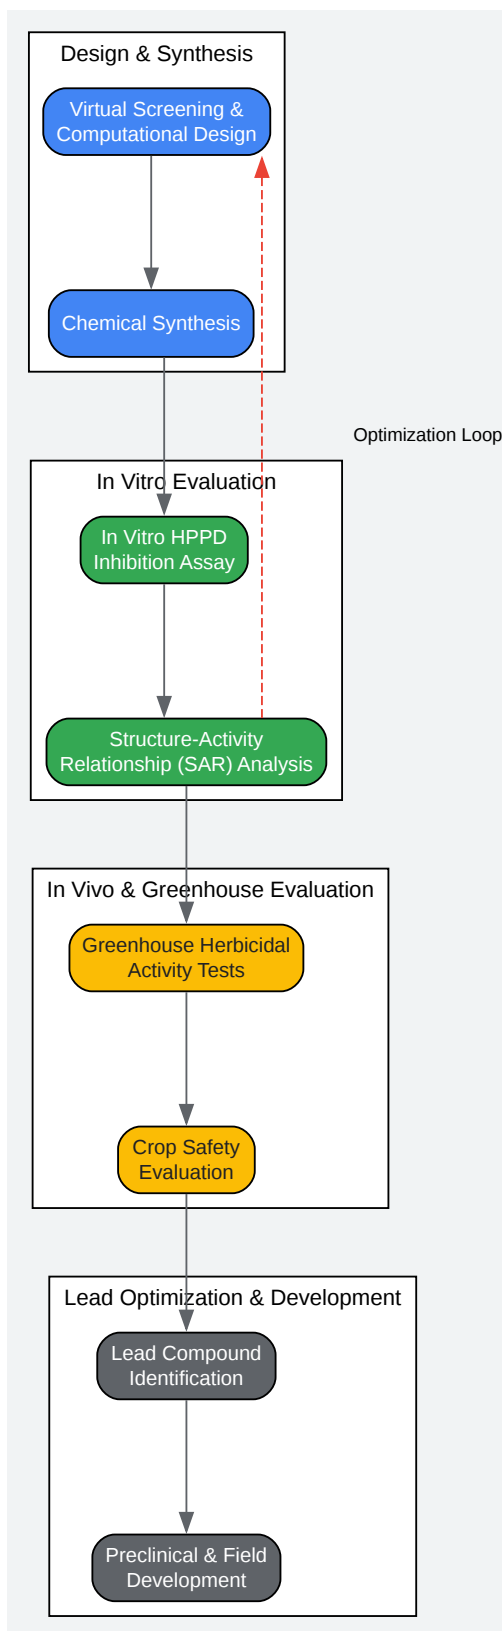 Design & Synthesis
Virtual Screening &
Computational Design
Chemical Synthesis
Optimization Loop
In Vitro Evaluation
In Vitro HPPD
Inhibition Assay
Structure-Activity
Relationship (SAR) Analysis
In Vivo & Greenhouse Evaluation
Greenhouse Herbicidal
Activity Tests
Crop Safety
Evaluation
Lead Optimization & Development
Lead Compound
Identification
Preclinical & Field
Development